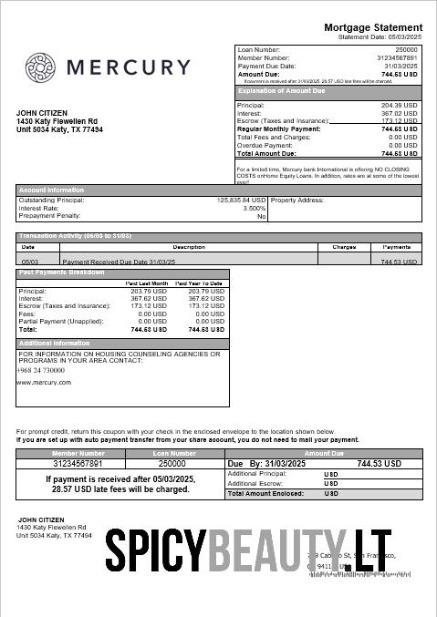 Mortgage Statement
Statement Date: 05/03/2025
MERCURY
Loan Number: 250000
Member Number: 31234567891
Payment Due Date: 31/03/2025
Amount Due: 744.53 USD
If payment is received after 31/03/2025, 28.57 USD late fees will be charged.
Explanation of Amount Due
Principal: 204.39 USD
Interest: 367.02 USD
Escrow (Taxes and Insurance): 173.12 USD
Regular Monthly Payment: 744.53 USD
Total Fees and Charges: 0.00 USD
Overdue Payment: 0.00 USD
Total Amount Due: 744.53 USD
JOHN CITIZEN
1430 Katy Flewellen Rd
Unit 5034 Katy, TX 77494
For a limited time, Mercury bank International is offering NO CLOSING
COSTS onHome Equity Loans. In addition, rates are at some of the lowest
Account Information
Outstanding Principal: 125,835.84 USD Property Address:
Interest Rate: 3.500%
Prepayment Penalty: No
Transaction Activity
Date Description Charges Payments
05/03 Payment Received Due Date 31/03/25 744.53 USD
Past Payments Breakdown
Paid Last Month Paid Year To Date
Principal: 203.79 USD 203.79 USD
Interest: 367.62 USD 367.62 USD
Escrow (Taxes and Insurance): 173.12 USD 173.12 USD
Fees: 0.00 USD 0.00 USD
Partial Payment (Unapplied): 0.00 USD 0.00 USD
Total: 744.53 USD 744.53 USD
Additional Information
FOR INFORMATION ON HOUSING COUNSELING AGENCIES OR
PROGRAMS IN YOUR AREA CONTACT:
+968 24 730000
www.mercury.com
For prompt credit, return this coupon with your check in the enclosed envelope to the location shown below.
If you are set up with auto payment transfer from your share account, you do not need to mail your payment.
Member Number Loan Number Amount Due
31234567891 250000 Due By: 31/03/2025 744.53 USD
If payment is received after 05/03/2025,
28.57 USD late fees will be charged.
Additional Principal: USD
Additional Escrow: USD
Total Amount Enclosed: USD
JOHN CITIZEN
1430 Katy Flewellen Rd
Unit 5034 Katy, TX 77494
SPICYBEAUTY.LT
St, San Francisco,